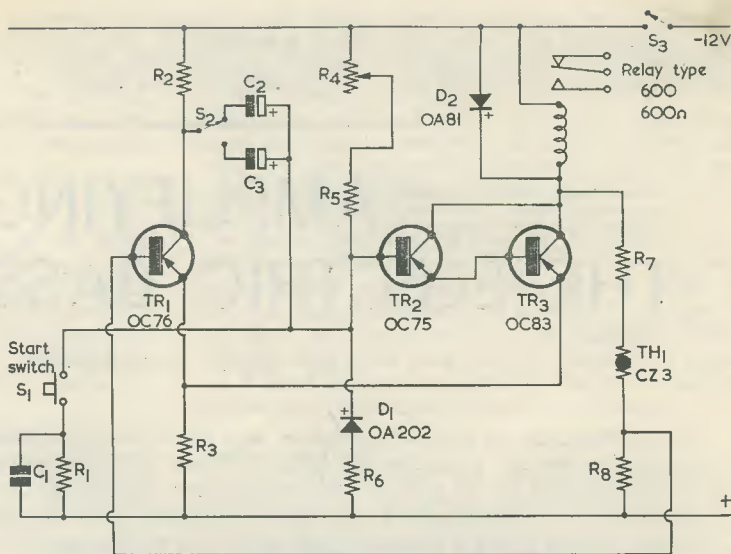 S3
-12V
R2
C2
+
R4
D2
OA81
+
Relay type
600
600Ω
S2
+
C3
R5
R7
TR1
OC76
TR2
OC75
TR3
OC83
Start
switch
S1
TH1
CZ3
D1
OA202
+
C1
R1
R3
R6
R8
+